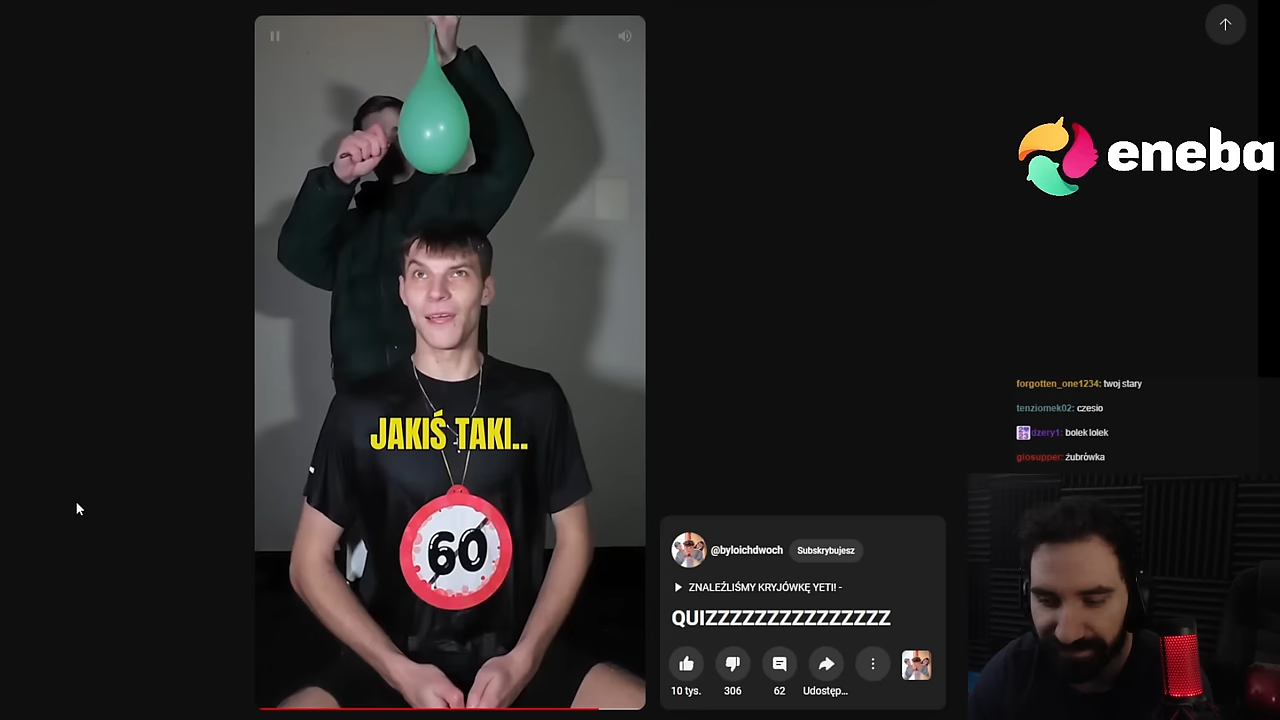 eneba
forgotten_one1234: twoj stary
tenziomek02: czesio
dzery1: bolek lolek
giosupper: żubrówka
JAKIŚ TAKI..
60
@byloichdwoch
Subskrybujesz
ZNALEŹLIŚMY KRYJÓWKĘ YETI! -
QUIZZZZZZZZZZZZZZZ
10 tys.
306
62
Udostęp...